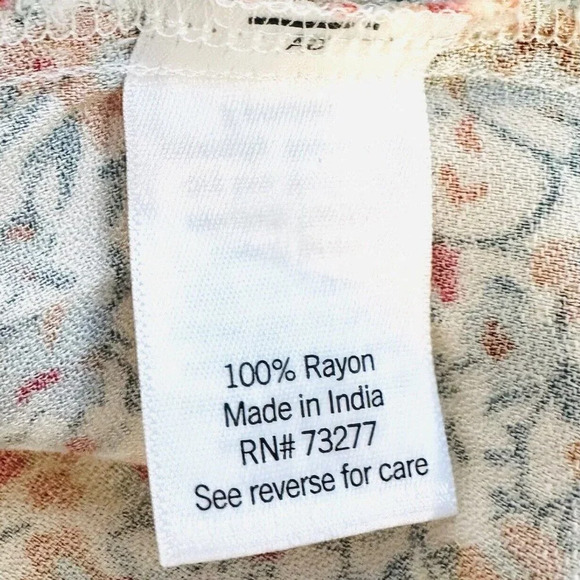 100% Rayon
Made in India
RN# 73277
See reverse for care